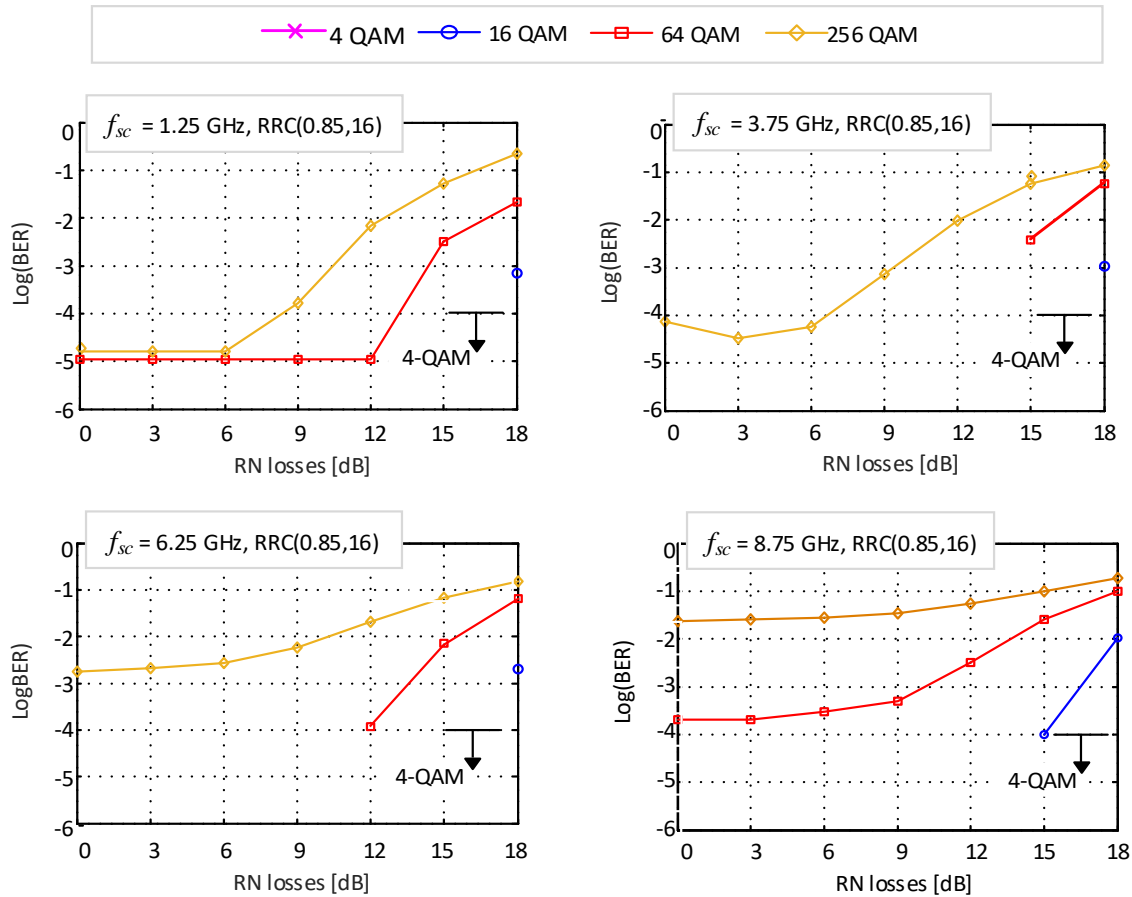 4 QAM 16 QAM 64 QAM 256 QAM
f_sc = 1.25 GHz, RRC(0.85,16)
0
-1
-2
-3
-4
-5
-6
Log(BER)
4-QAM
0 3 6 9 12 15 18
RN losses [dB]
f_sc = 3.75 GHz, RRC(0.85,16)
0
-1
-2
-3
-4
-5
-6
Log(BER)
4-QAM
0 3 6 9 12 15 18
RN losses [dB]
f_sc = 6.25 GHz, RRC(0.85,16)
0
-1
-2
-3
-4
-5
-6
LogBER)
4-QAM
0 3 6 9 12 15 18
RN losses [dB]
f_sc = 8.75 GHz, RRC(0.85,16)
0
-1
-2
-3
-4
-5
-6
Log(BER)
4-QAM
0 3 6 9 12 15 18
RN losses [dB]